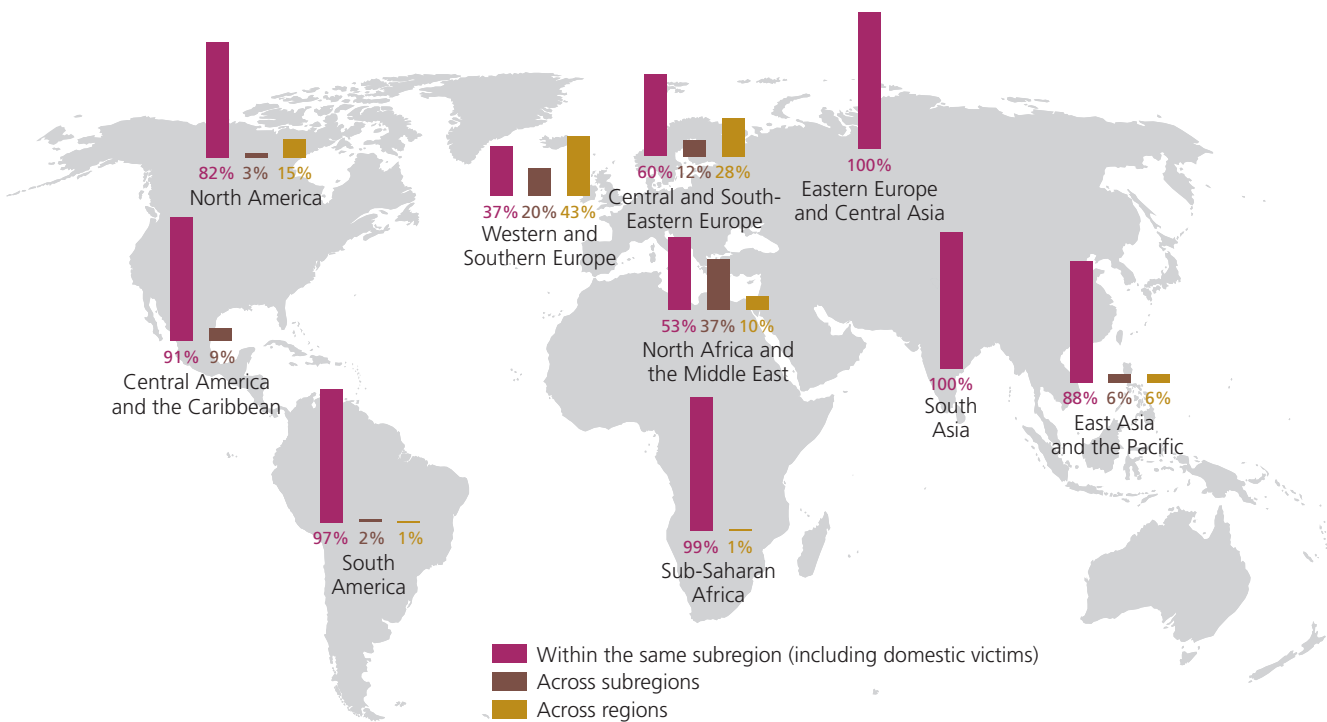 82% 3% 15%
North America
37% 20% 43%
Western and
Southern Europe
60% 12% 28%
Central and South-
Eastern Europe
100%
Eastern Europe
and Central Asia
91% 9%
Central America
and the Caribbean
53% 37% 10%
North Africa and
the Middle East
100%
South
Asia
88% 6% 6%
East Asia
and the Pacific
97% 2% 1%
South
America
99% 1%
Sub-Saharan
Africa
Within the same subregion (including domestic victims)
Across subregions
Across regions